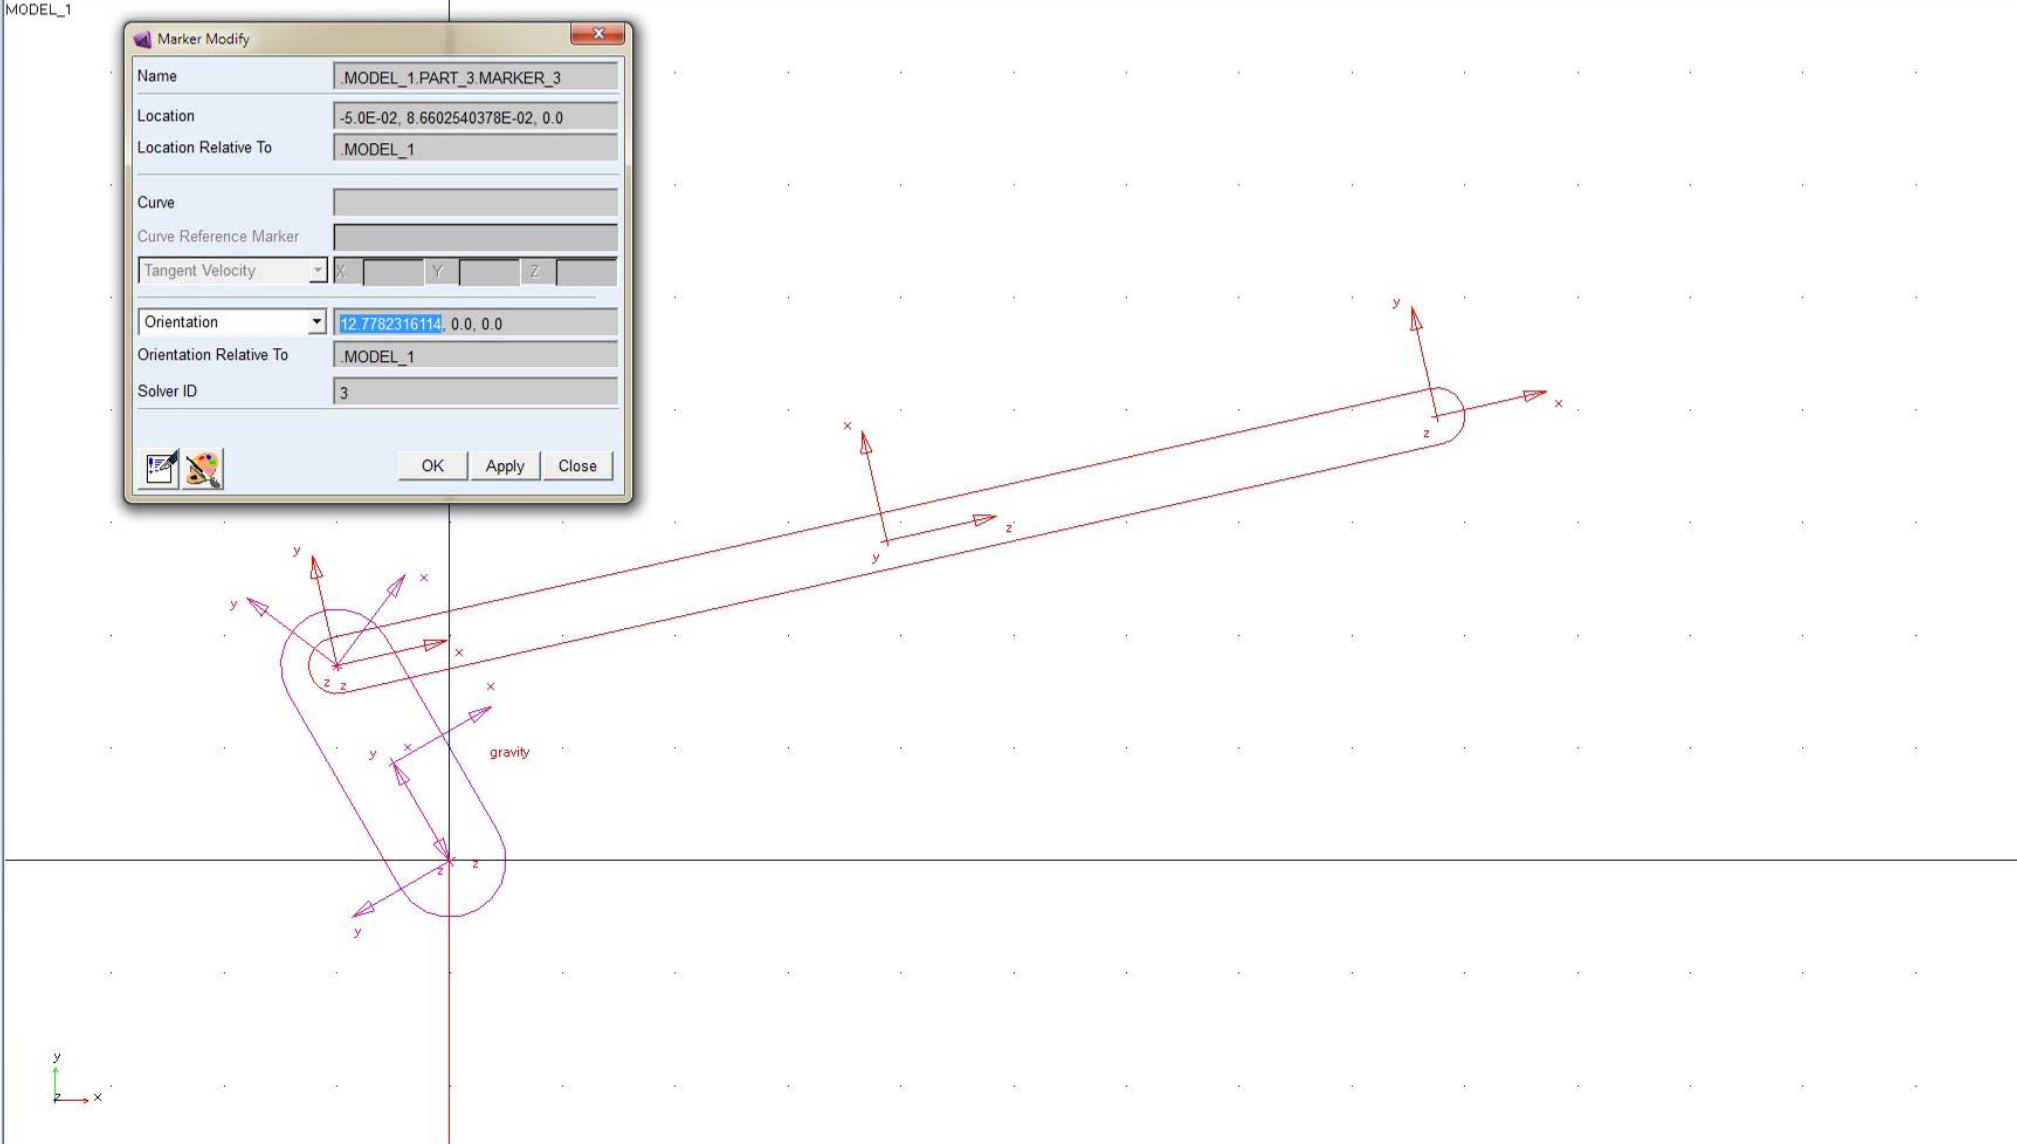 MODEL_1
Marker Modify
Name .MODEL_1.PART_3.MARKER_3
Location -5.0E-02, 8.6602540378E-02, 0.0
Location Relative To .MODEL_1
Curve
Curve Reference Marker
Tangent Velocity X Y Z
Orientation 12.7782316114, 0.0, 0.0
Orientation Relative To .MODEL_1
Solver ID 3
OK Apply Close
y
x
z
x
z
y
y
x
y
x
z z
x
y x
gravity
z z
y
y
z x